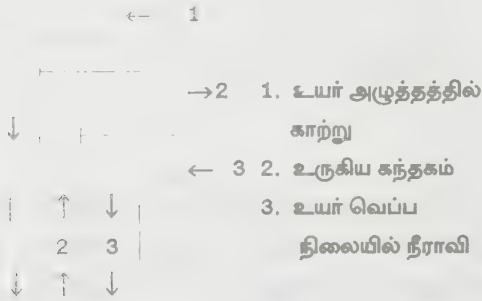 ← 1
→2 1. உயர் அழுத்தத்தில்
காற்று
← 3 2. உருகிய கந்தகம்
3. உயர் வெப்ப
2 3 நிலையில் நீராவி